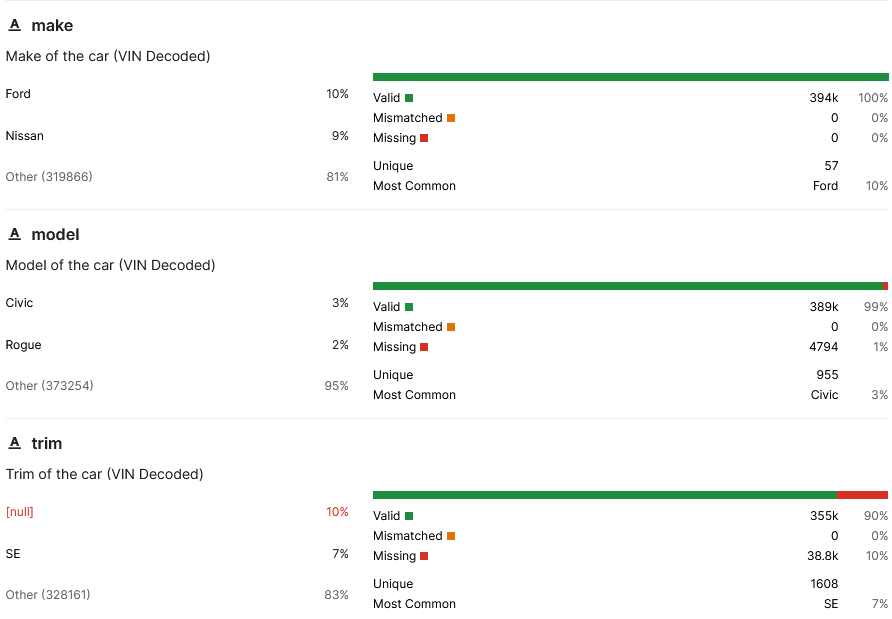 A make
Make of the car (VIN Decoded)
Ford 10%
Nissan 9%
Other (319866) 81%
Valid 394k 100%
Mismatched 0 0%
Missing 0 0%
Unique 57
Most Common Ford 10%
A model
Model of the car (VIN Decoded)
Civic 3%
Rogue 2%
Other (373254) 95%
Valid 389k 99%
Mismatched 0 0%
Missing 4794 1%
Unique 955
Most Common Civic 3%
A trim
Trim of the car (VIN Decoded)
[null] 10%
SE 7%
Other (328161) 83%
Valid 355k 90%
Mismatched 0 0%
Missing 38.8k 10%
Unique 1608
Most Common SE 7%